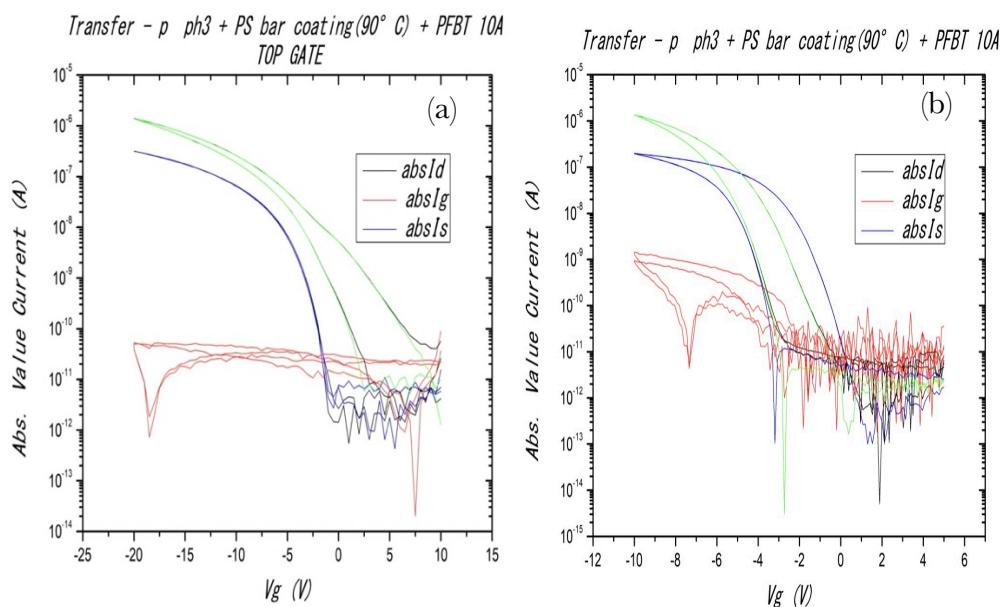 Transfer - p ph3 + PS bar coating(90° C) + PFBT 10A
TOP GATE
(a)
absId
absIg
absIs
10⁻⁵
10⁻⁶
10⁻⁷
10⁻⁸
10⁻⁹
10⁻¹⁰
10⁻¹¹
10⁻¹²
10⁻¹³
10⁻¹⁴
Abs. Value Current (A)
-25 -20 -15 -10 -5 0 5 10 15
Vg (V)
Transfer - p ph3 + PS bar coating(90° C) + PFBT 10A
(b)
absId
absIg
absIs
10⁻⁵
10⁻⁶
10⁻⁷
10⁻⁸
10⁻⁹
10⁻¹⁰
10⁻¹¹
10⁻¹²
10⁻¹³
10⁻¹⁴
10⁻¹⁵
Abs. Value Current (A)
-12 -10 -8 -6 -4 -2 0 2 4 6
Vg (V)